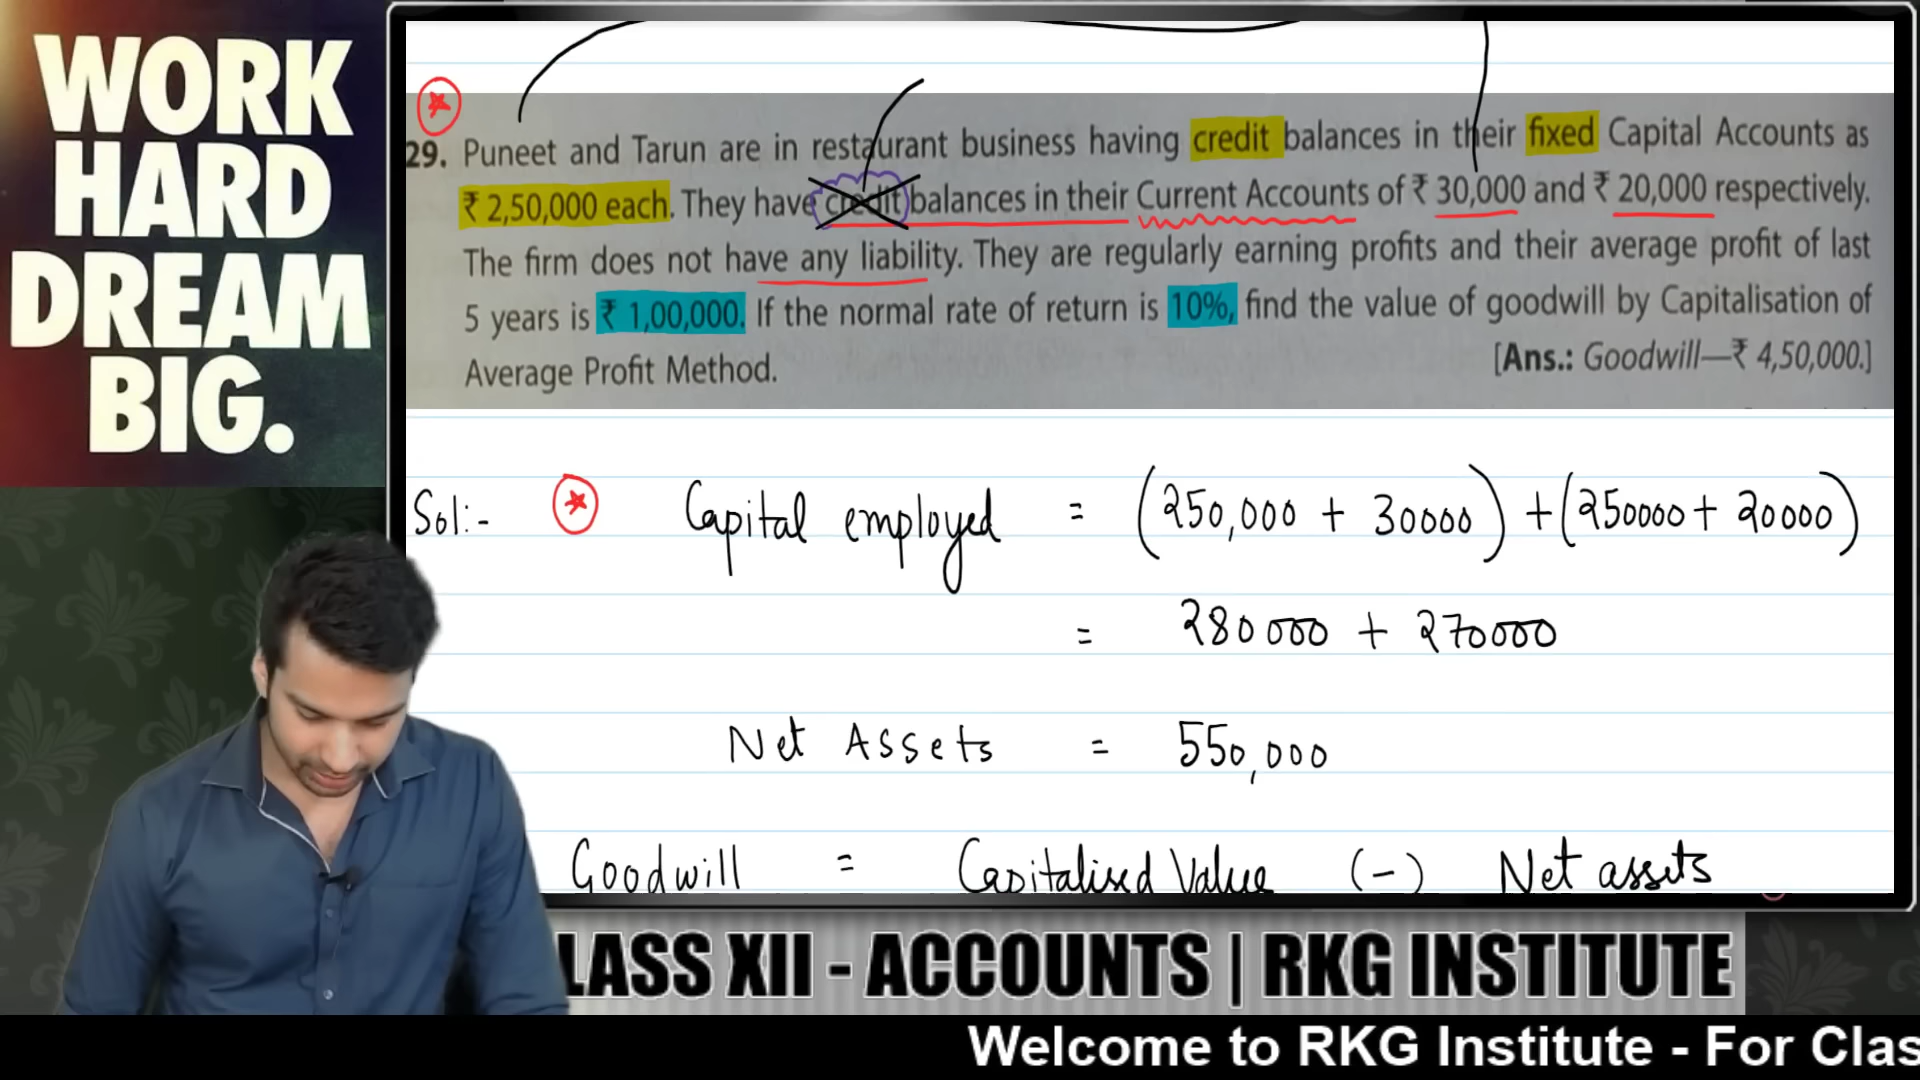 WORK
HARD
DREAM
BIG.
29. Puneet and Tarun are in restaurant business having credit balances in their fixed Capital Accounts as
₹ 2,50,000 each. They have credit balances in their Current Accounts of ₹ 30,000 and ₹ 20,000 respectively.
The firm does not have any liability. They are regularly earning profits and their average profit of last
5 years is ₹ 1,00,000. If the normal rate of return is 10%, find the value of goodwill by Capitalisation of
Average Profit Method. [Ans.: Goodwill—₹ 4,50,000.]
Sol:- Capital employed = (250,000 + 30000) + (250000 + 20000)
= 280000 + 270000
Net Assets = 550,000
Goodwill = Capitalised Value (-) Net assets
LASS XII - ACCOUNTS | RKG INSTITUTE
Welcome to RKG Institute - For Clas